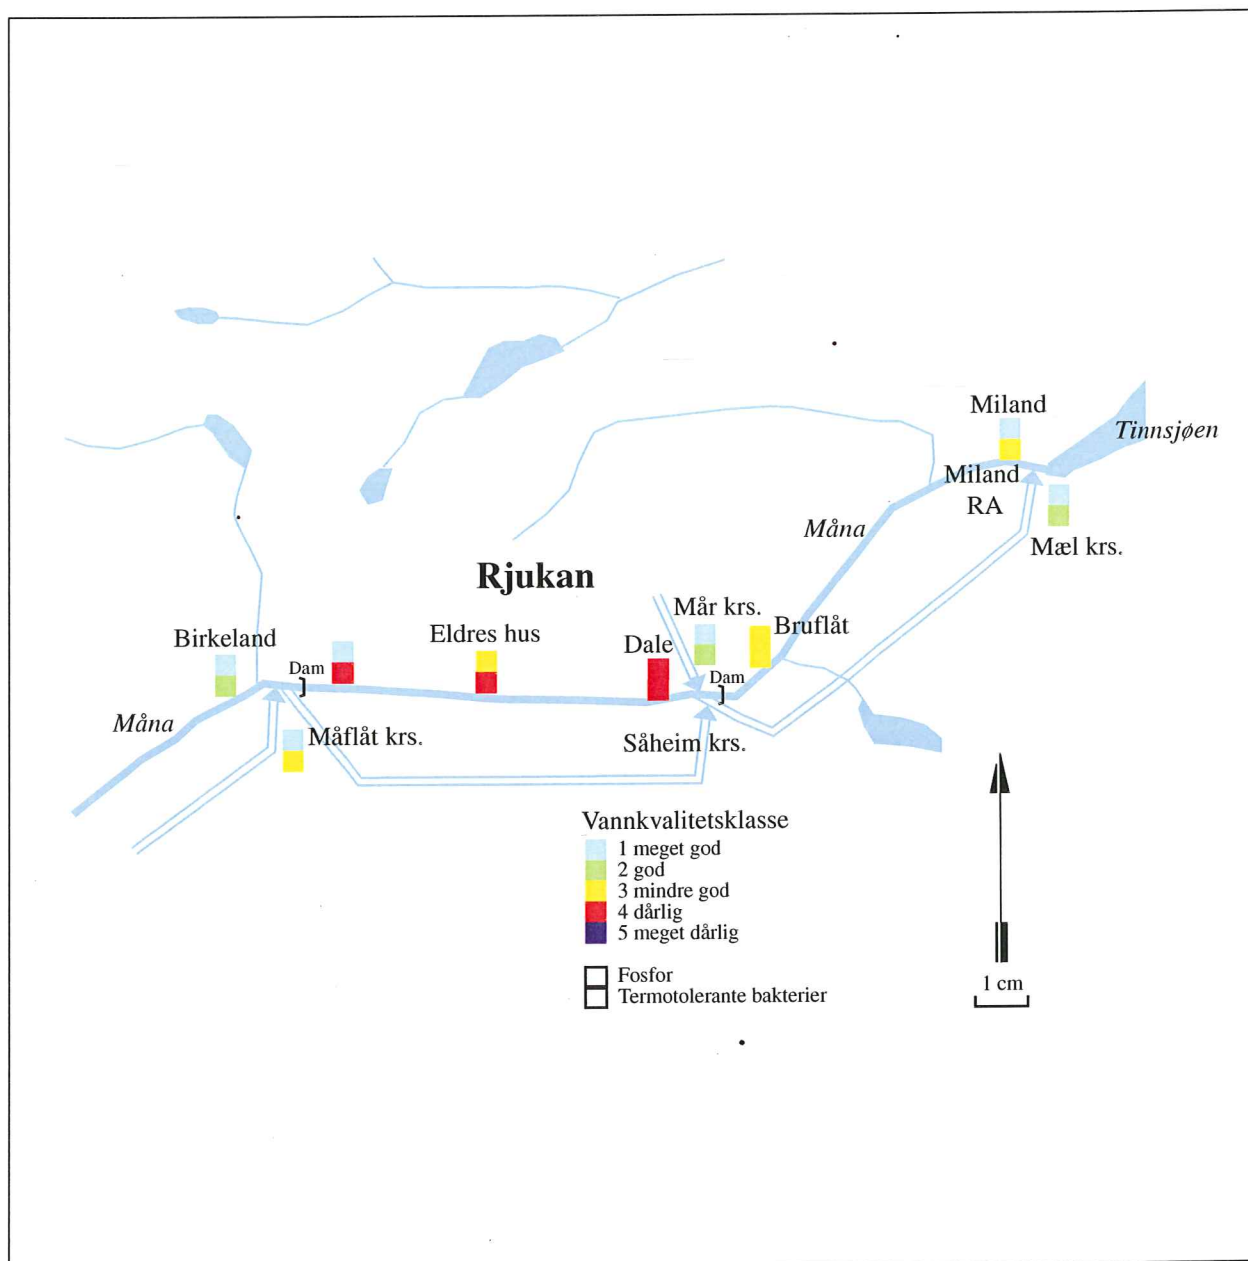 Miland
Tinnsjøen
Miland
RA
Måna
Mæl krs.
Rjukan
Mår krs.
Bruflåt
Eldres hus
Birkeland
Dale
Dam
Dam
Måna
Måflåt krs.
Såheim krs.
Vannkvalitetsklasse
1 meget god
2 god
3 mindre god
4 dårlig
5 meget dårlig
Fosfor
Termotolerante bakterier
1 cm